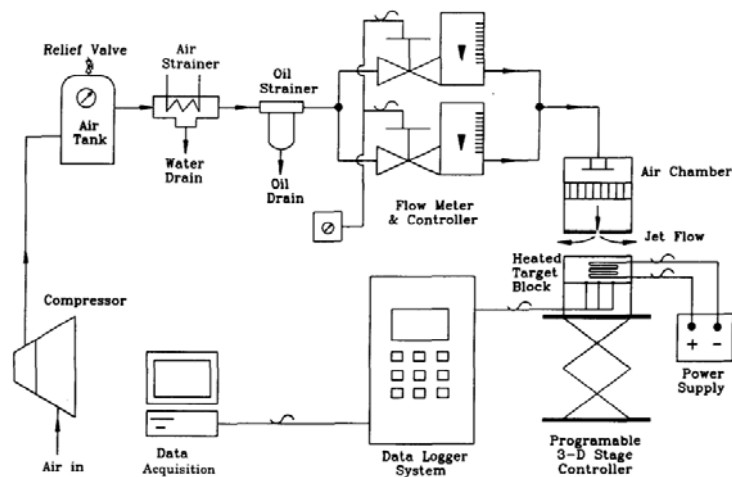 Relief Valve
Air
Strainer
Oil
Strainer
Air
Tank
Water
Drain
Oil
Drain
Flow Meter
& Controller
Air Chamber
Jet Flow
Heated
Target
Block
Compressor
+ -
Power
Supply
Air in
Data
Acquisition
Data Logger
System
Programable
3-D Stage
Controller